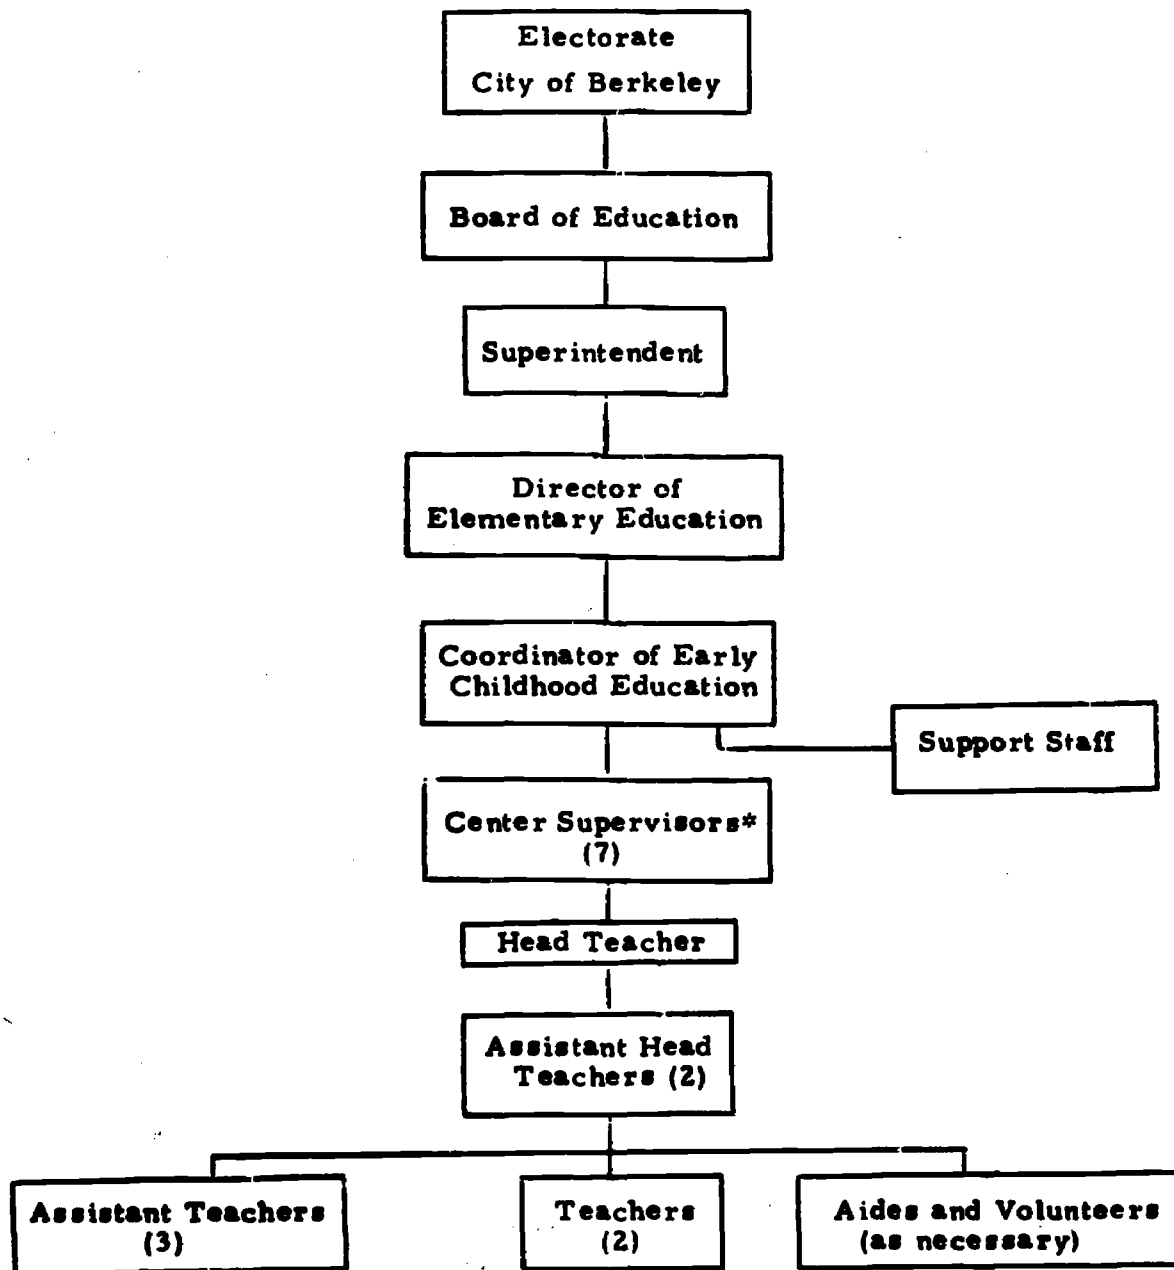 Electorate
City of Berkeley
Board of Education
Superintendent
Director of
Elementary Education
Coordinator of Early
Childhood Education
Support Staff
Center Supervisors*
(7)
Head Teacher
Assistant Head
Teachers (2)
Assistant Teachers
(3)
Teachers
(2)
Aides and Volunteers
(as necessary)